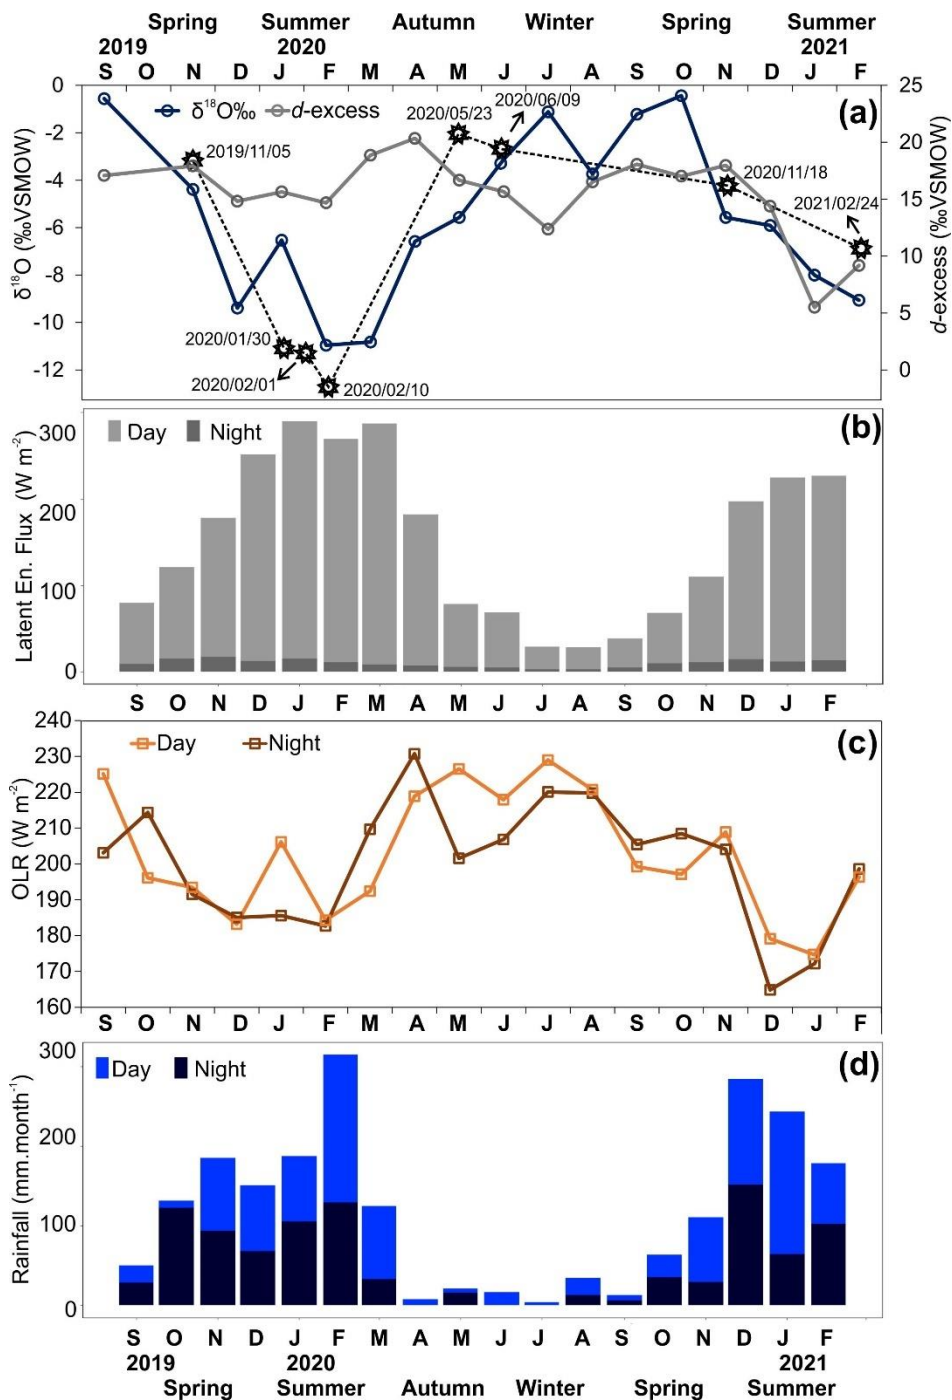 Spring Summer Autumn Winter Spring Summer
2019 2020 2021
S O N D J F M A M J J A S O N D J F
0 25
-2 20
-4 15
-6 10
-8 5
-10 0
-12
δ¹⁸O (‰VSMOW)
d-excess (‰VSMOW)
δ¹⁸O‰ d-excess (a)
2019/11/05
2020/01/30
2020/02/01
2020/02/10
2020/05/23
2020/06/09
2020/11/18
2021/02/24
Day Night (b)
Latent En. Flux (W m⁻²)
300
200
100
0
S O N D J F M A M J J A S O N D J F
Day Night (c)
OLR (W m⁻²)
240
230
220
210
200
190
180
170
160
S O N D J F M A M J J A S O N D J F
Day Night (d)
Rainfall (mm.month⁻¹)
300
200
100
0
S O N D J F M A M J J A S O N D J F
2019 2020 2021
Spring Summer Autumn Winter Spring Summer